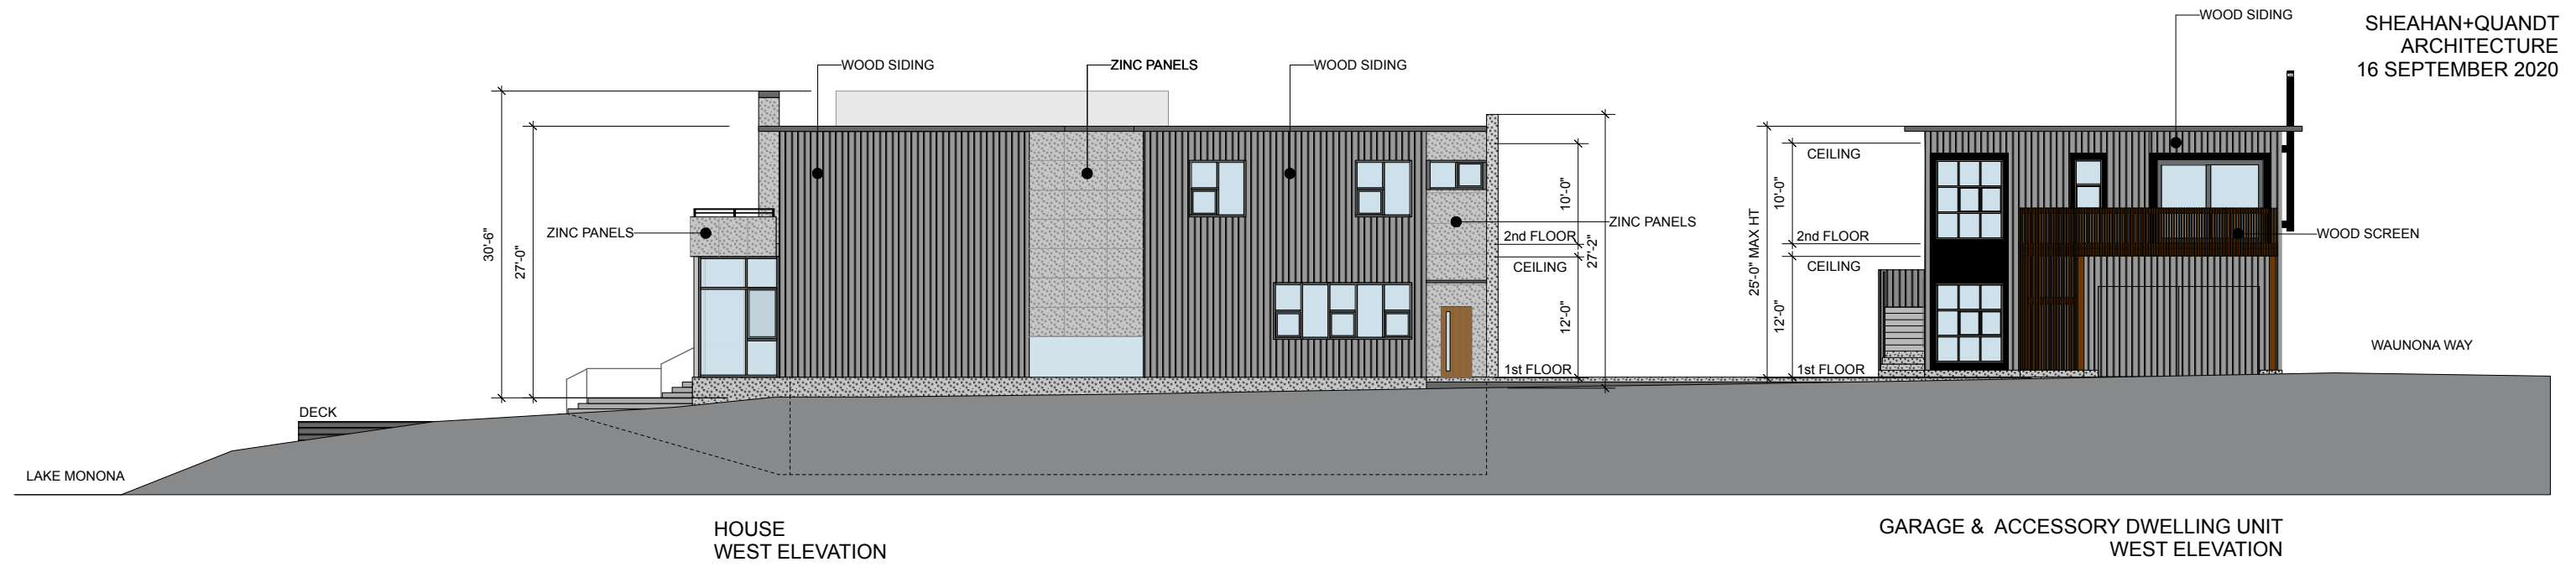 SHEAHAN+QUANDT
ARCHITECTURE
16 SEPTEMBER 2020
WOOD SIDING
ZINC PANELS
WOOD SIDING
WOOD SIDING
30'-6"
27'-0"
ZINC PANELS
10'-0"
2nd FLOOR
CEILING
12'-0"
1st FLOOR
27'-2"
ZINC PANELS
25'-0" MAX HT
CEILING
10'-0"
2nd FLOOR
CEILING
12'-0"
1st FLOOR
WOOD SCREEN
WAUNONA WAY
DECK
LAKE MONONA
HOUSE
WEST ELEVATION
GARAGE & ACCESSORY DWELLING UNIT
WEST ELEVATION